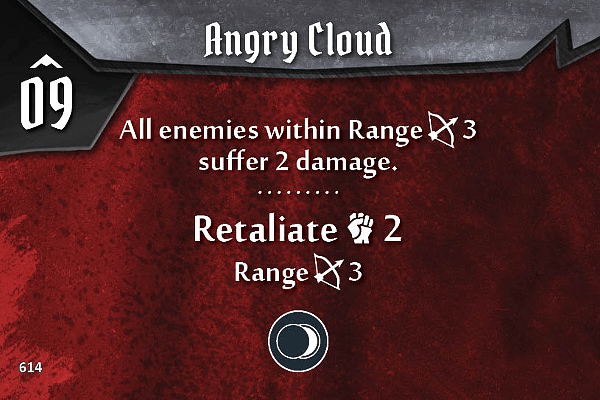 Angry Cloud
09
All enemies within Range 3
suffer 2 damage.
.........
Retaliate 2
Range 3
614